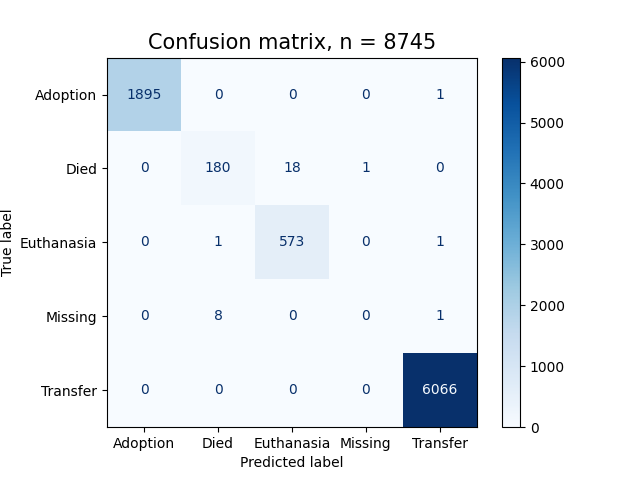 Confusion matrix, n = 8745
Adoption 1895 0 0 0 1
Died 0 180 18 1 0
Euthanasia 0 1 573 0 1
Missing 0 8 0 0 1
Transfer 0 0 0 0 6066
Adoption Died Euthanasia Missing Transfer
Predicted label
True label
6000
5000
4000
3000
2000
1000
0